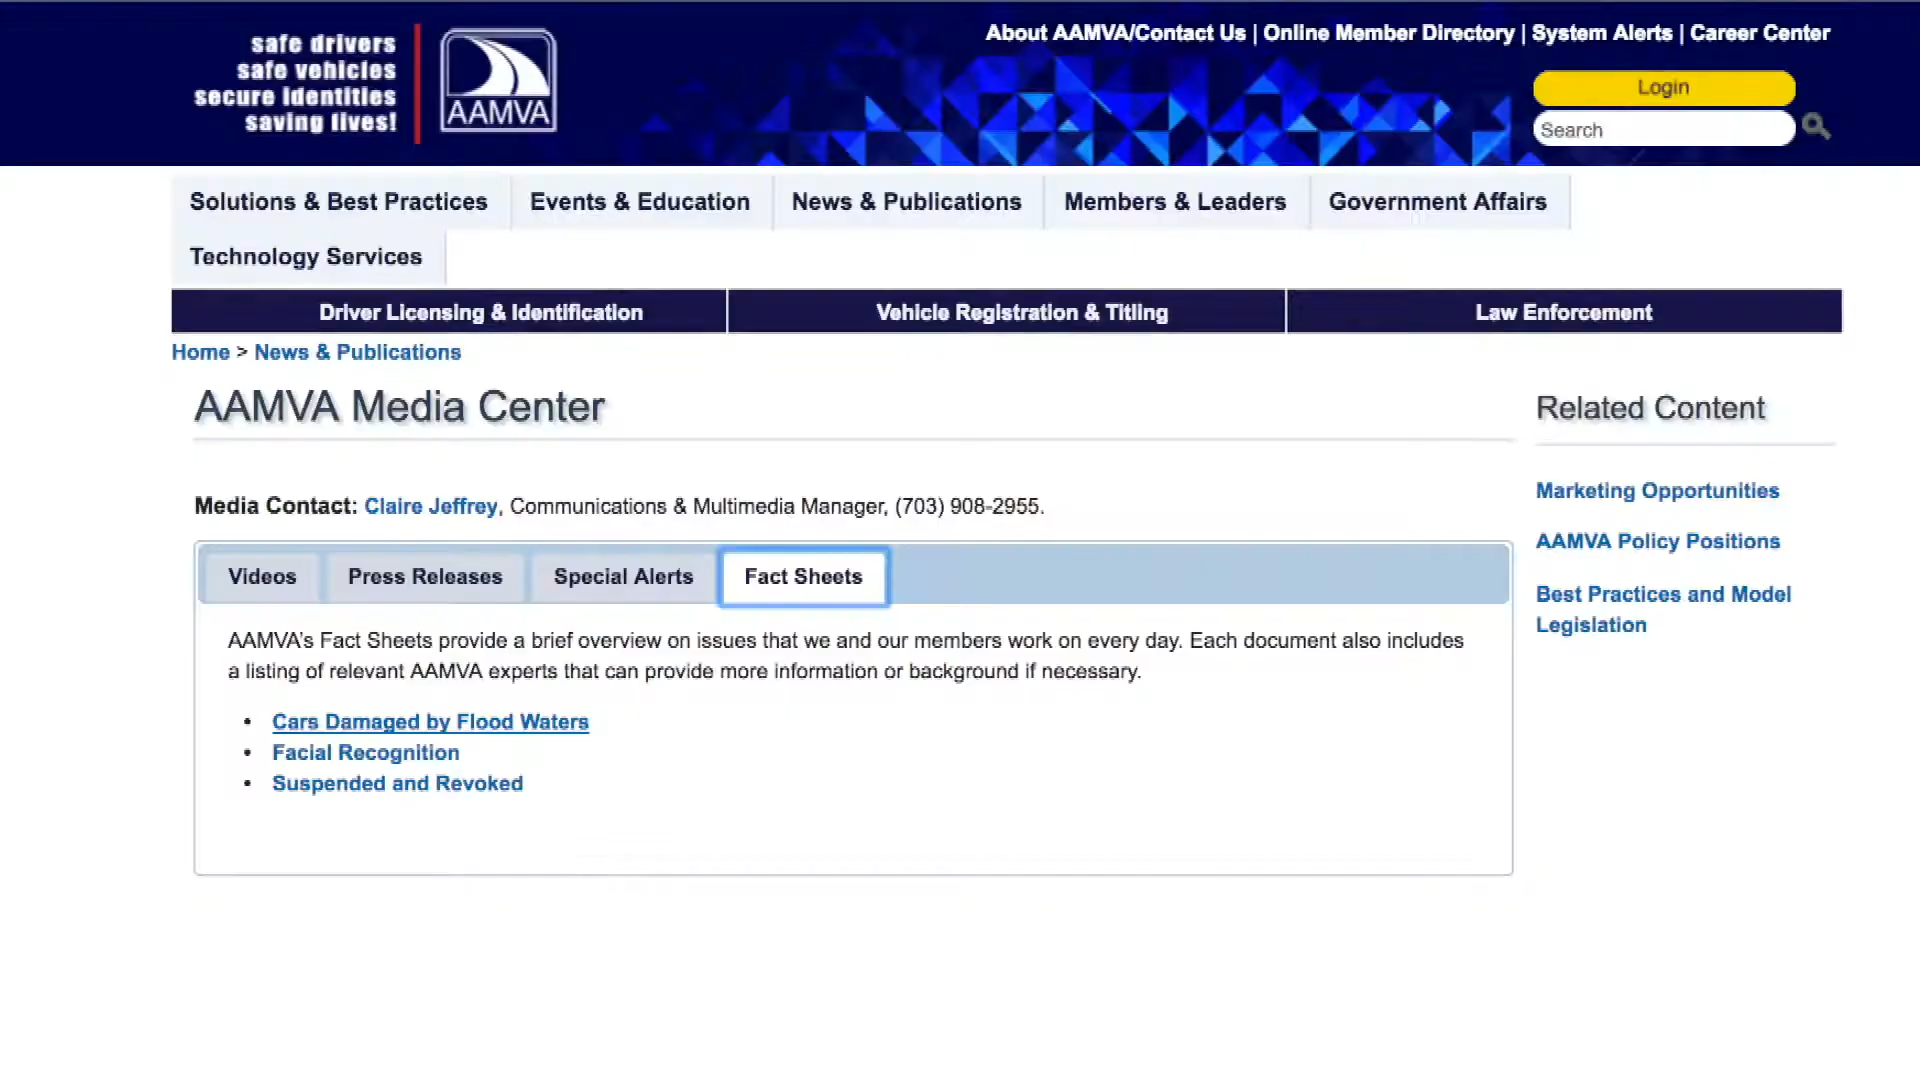 safe drivers
safe vehicles
secure identities
saving lives!
AAMVA
About AAMVA/Contact Us | Online Member Directory | System Alerts | Career Center
Login
Search
Solutions & Best Practices
Events & Education
News & Publications
Members & Leaders
Government Affairs
Technology Services
Driver Licensing & Identification
Vehicle Registration & Titling
Law Enforcement
Home > News & Publications
AAMVA Media Center
Media Contact: Claire Jeffrey, Communications & Multimedia Manager, (703) 908-2955.
Videos
Press Releases
Special Alerts
Fact Sheets
AAMVA's Fact Sheets provide a brief overview on issues that we and our members work on every day. Each document also includes
a listing of relevant AAMVA experts that can provide more information or background if necessary.
• Cars Damaged by Flood Waters
• Facial Recognition
• Suspended and Revoked
Related Content
Marketing Opportunities
AAMVA Policy Positions
Best Practices and Model
Legislation